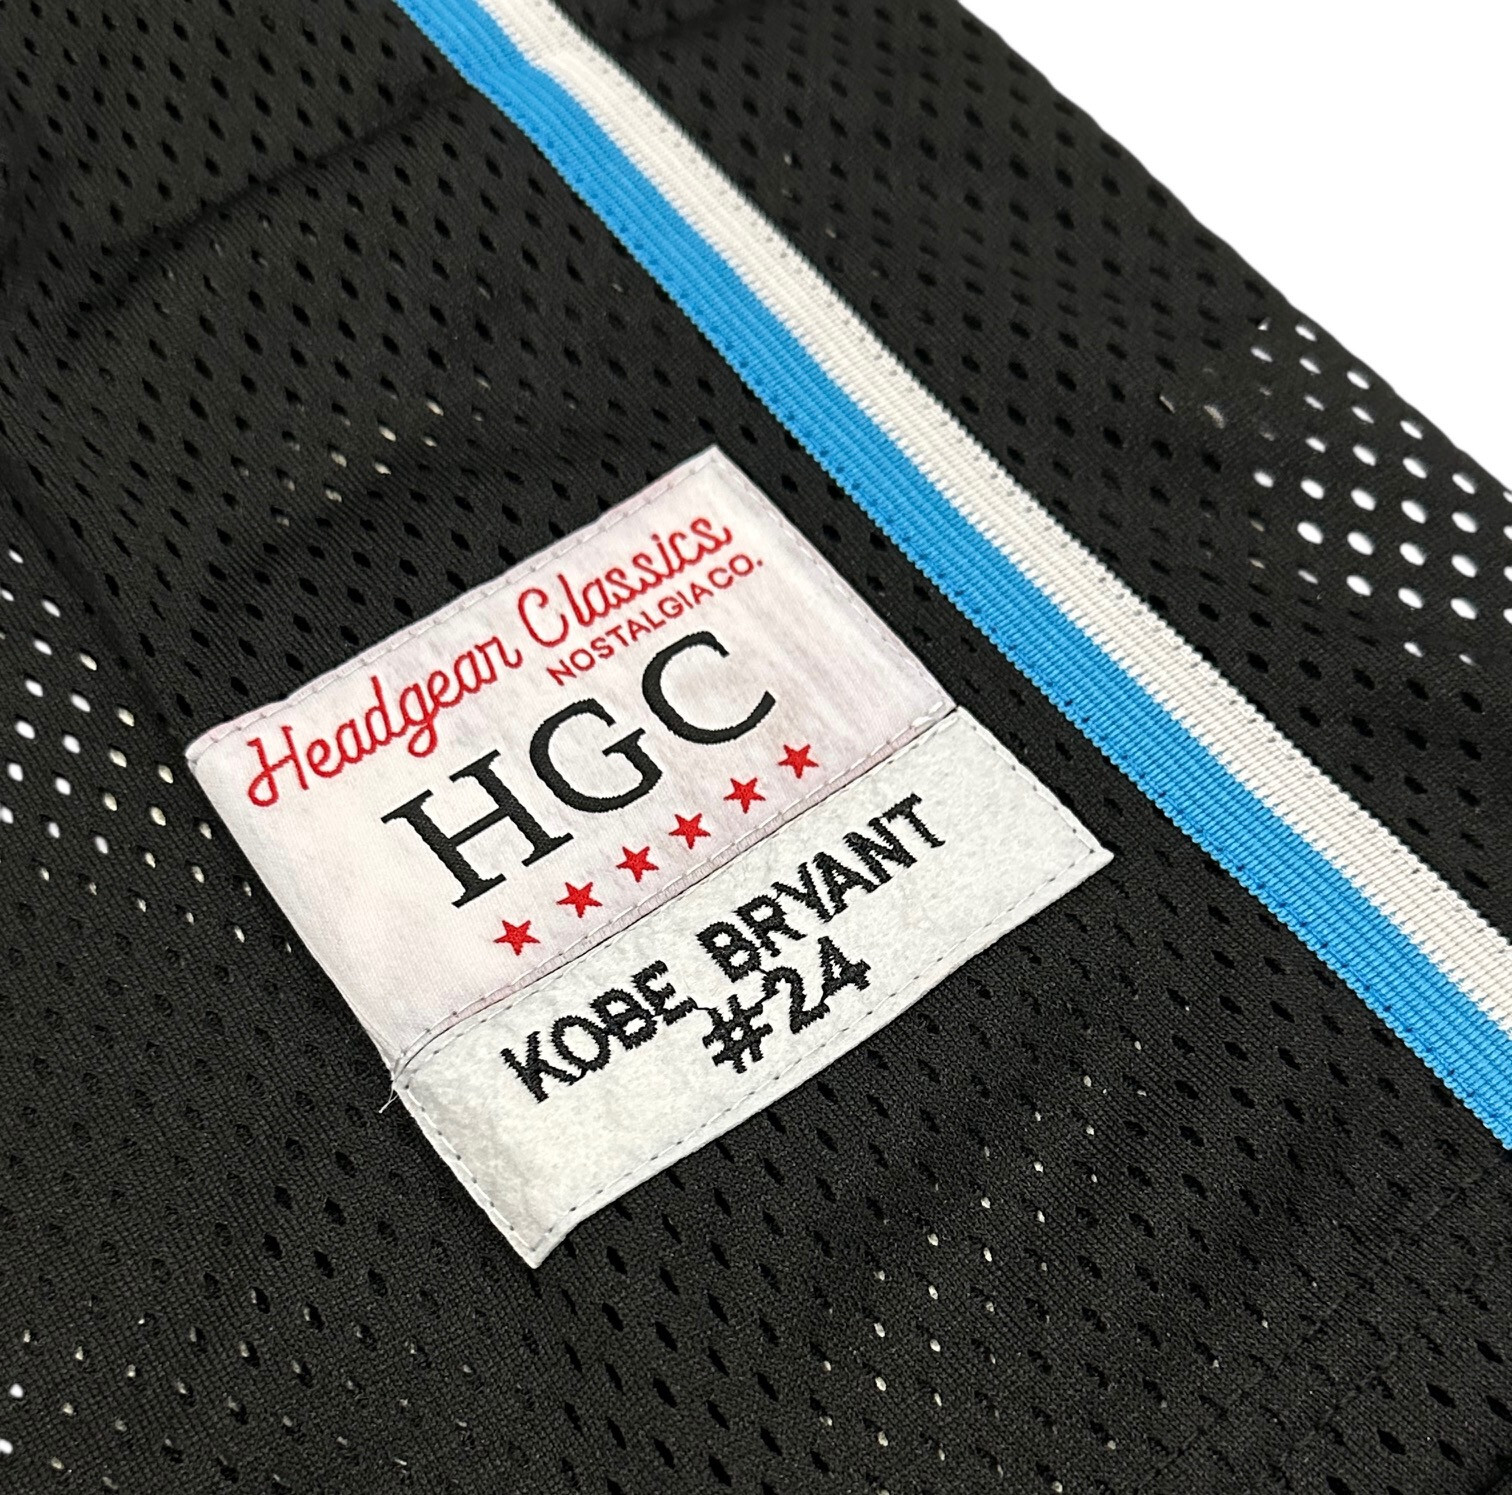 Headgear Classics
NOSTALGIA CO.
HGC
KOBE BRYANT
#24